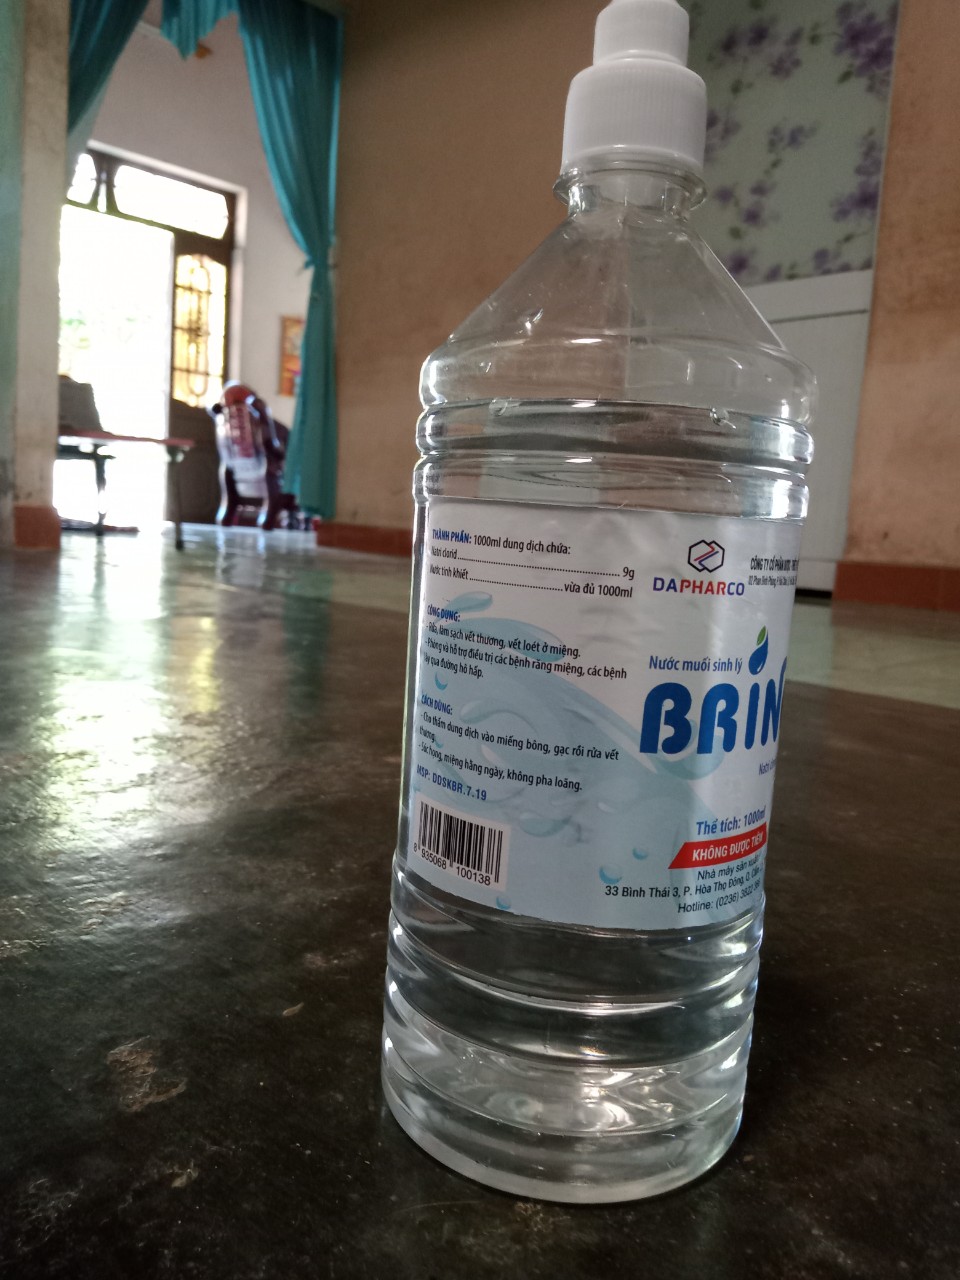 THÀNH PHẦN: 1000ml dung dịch chứa:
Natri clorid................................................9g
Nước tinh khiết..........................vừa đủ 1000ml
CÔNG DỤNG:
- Rửa, làm sạch vết thương, vết loét ở miệng.
- Phòng và hỗ trợ điều trị các bệnh răng miệng, các bệnh
lây qua đường hô hấp.
CÁCH DÙNG:
- Cho thấm dung dịch vào miếng bông, gạc rồi rửa vết
thương.
- Súc họng, miệng hằng ngày, không pha loãng.
MSP: DDSKBR.7.19
8 935068 100138
DAPHARCO
CÔNG TY CỔ PHẦN
Nước muối sinh lý
BRIN
Natri
Thể tích: 1000ml
KHÔNG ĐƯỢC TIÊM
Nhà máy sản xuất
33 Bình Thái 3, P. Hòa Thọ Đông, Q.
Hotline: (0236)